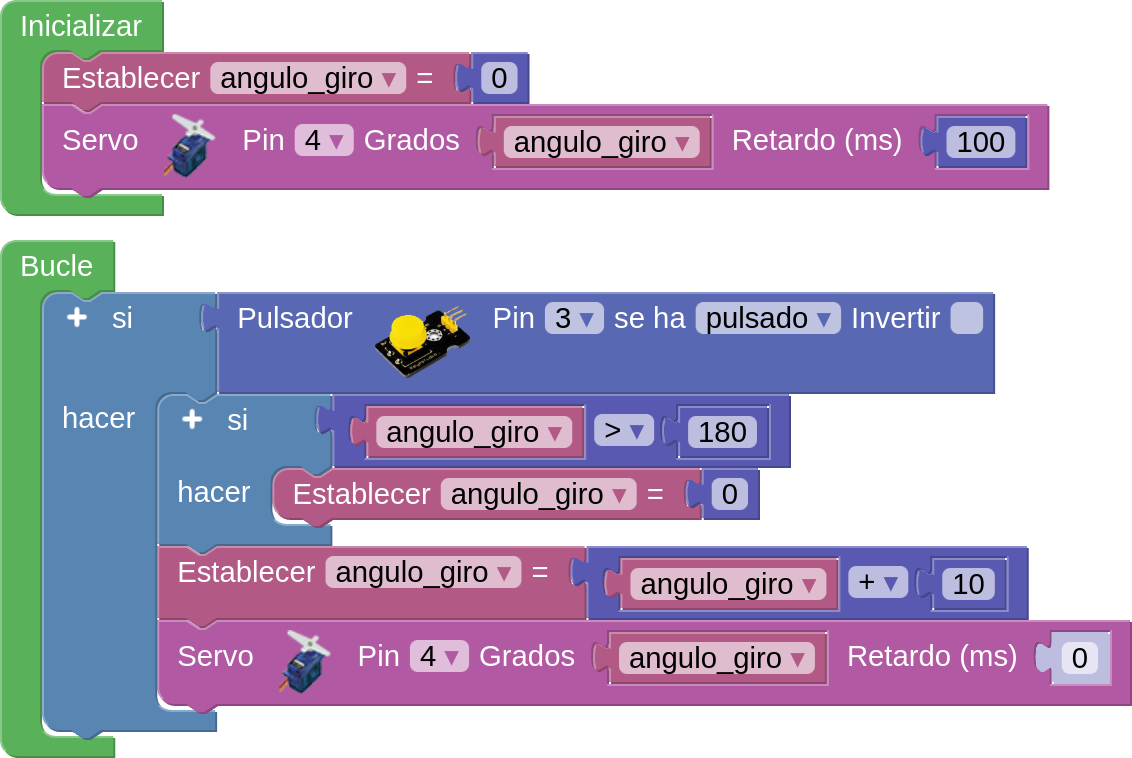 Inicializar
Establecer angulo_giro = 0
Servo Pin 4 Grados angulo_giro Retardo (ms) 100
Bucle
si Pulsador Pin 3 se ha pulsado Invertir
hacer si angulo_giro > 180
hacer Establecer angulo_giro = 0
Establecer angulo_giro = angulo_giro + 10
Servo Pin 4 Grados angulo_giro Retardo (ms) 0